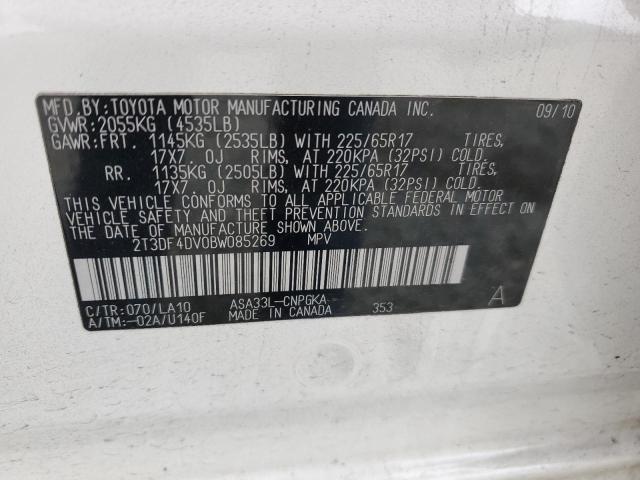 MFD. BY: TOYOTA MOTOR MANUFACTURING CANADA INC. 09/10
GVWR: 2055KG (4535LB)
GAWR: FRT. 1145KG (2535LB) WITH 225/65R17 TIRES,
17X7. OJ RIMS, AT 220KPA (32PSI) COLD.
RR. 1135KG (2505LB) WITH 225/65R17 TIRES,
17X7. OJ RIMS, AT 220KPA (32PSI) COLD.
THIS VEHICLE CONFORMS TO ALL APPLICABLE FEDERAL MOTOR
VEHICLE SAFETY AND THEFT PREVENTION STANDARDS IN EFFECT ON
THE DATE OF MANUFACTURE SHOWN ABOVE.
2T3DF4DV0BW085269 MPV
C/TR: 070/LA10 ASA33L-CNPGKA 353 A
A/TM: -02A/U140F MADE IN CANADA